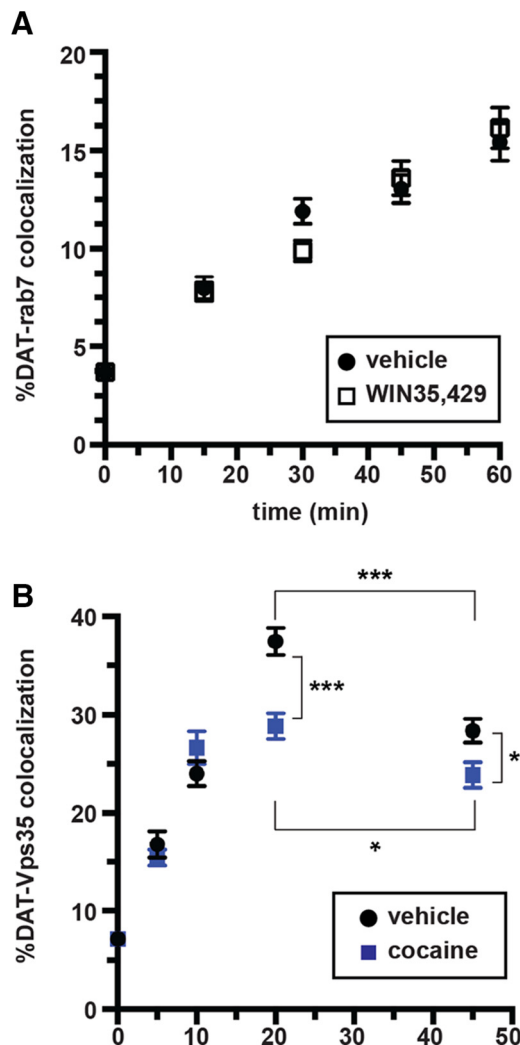 A
%DAT-rab7 colocalization
20
15
10
5
0
vehicle
WIN35,429
0 10 20 30 40 50 60
time (min)
B
%DAT-Vps35 colocalization
***
40
***
30
*
20
*
10
vehicle
cocaine
0
0 10 20 30 40 50